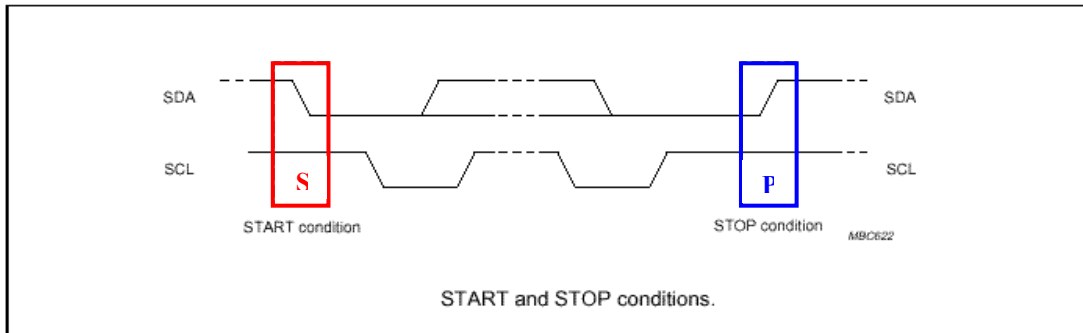 SDA SDA
SCL S P SCL
START condition STOP condition
MBC622
START and STOP conditions.